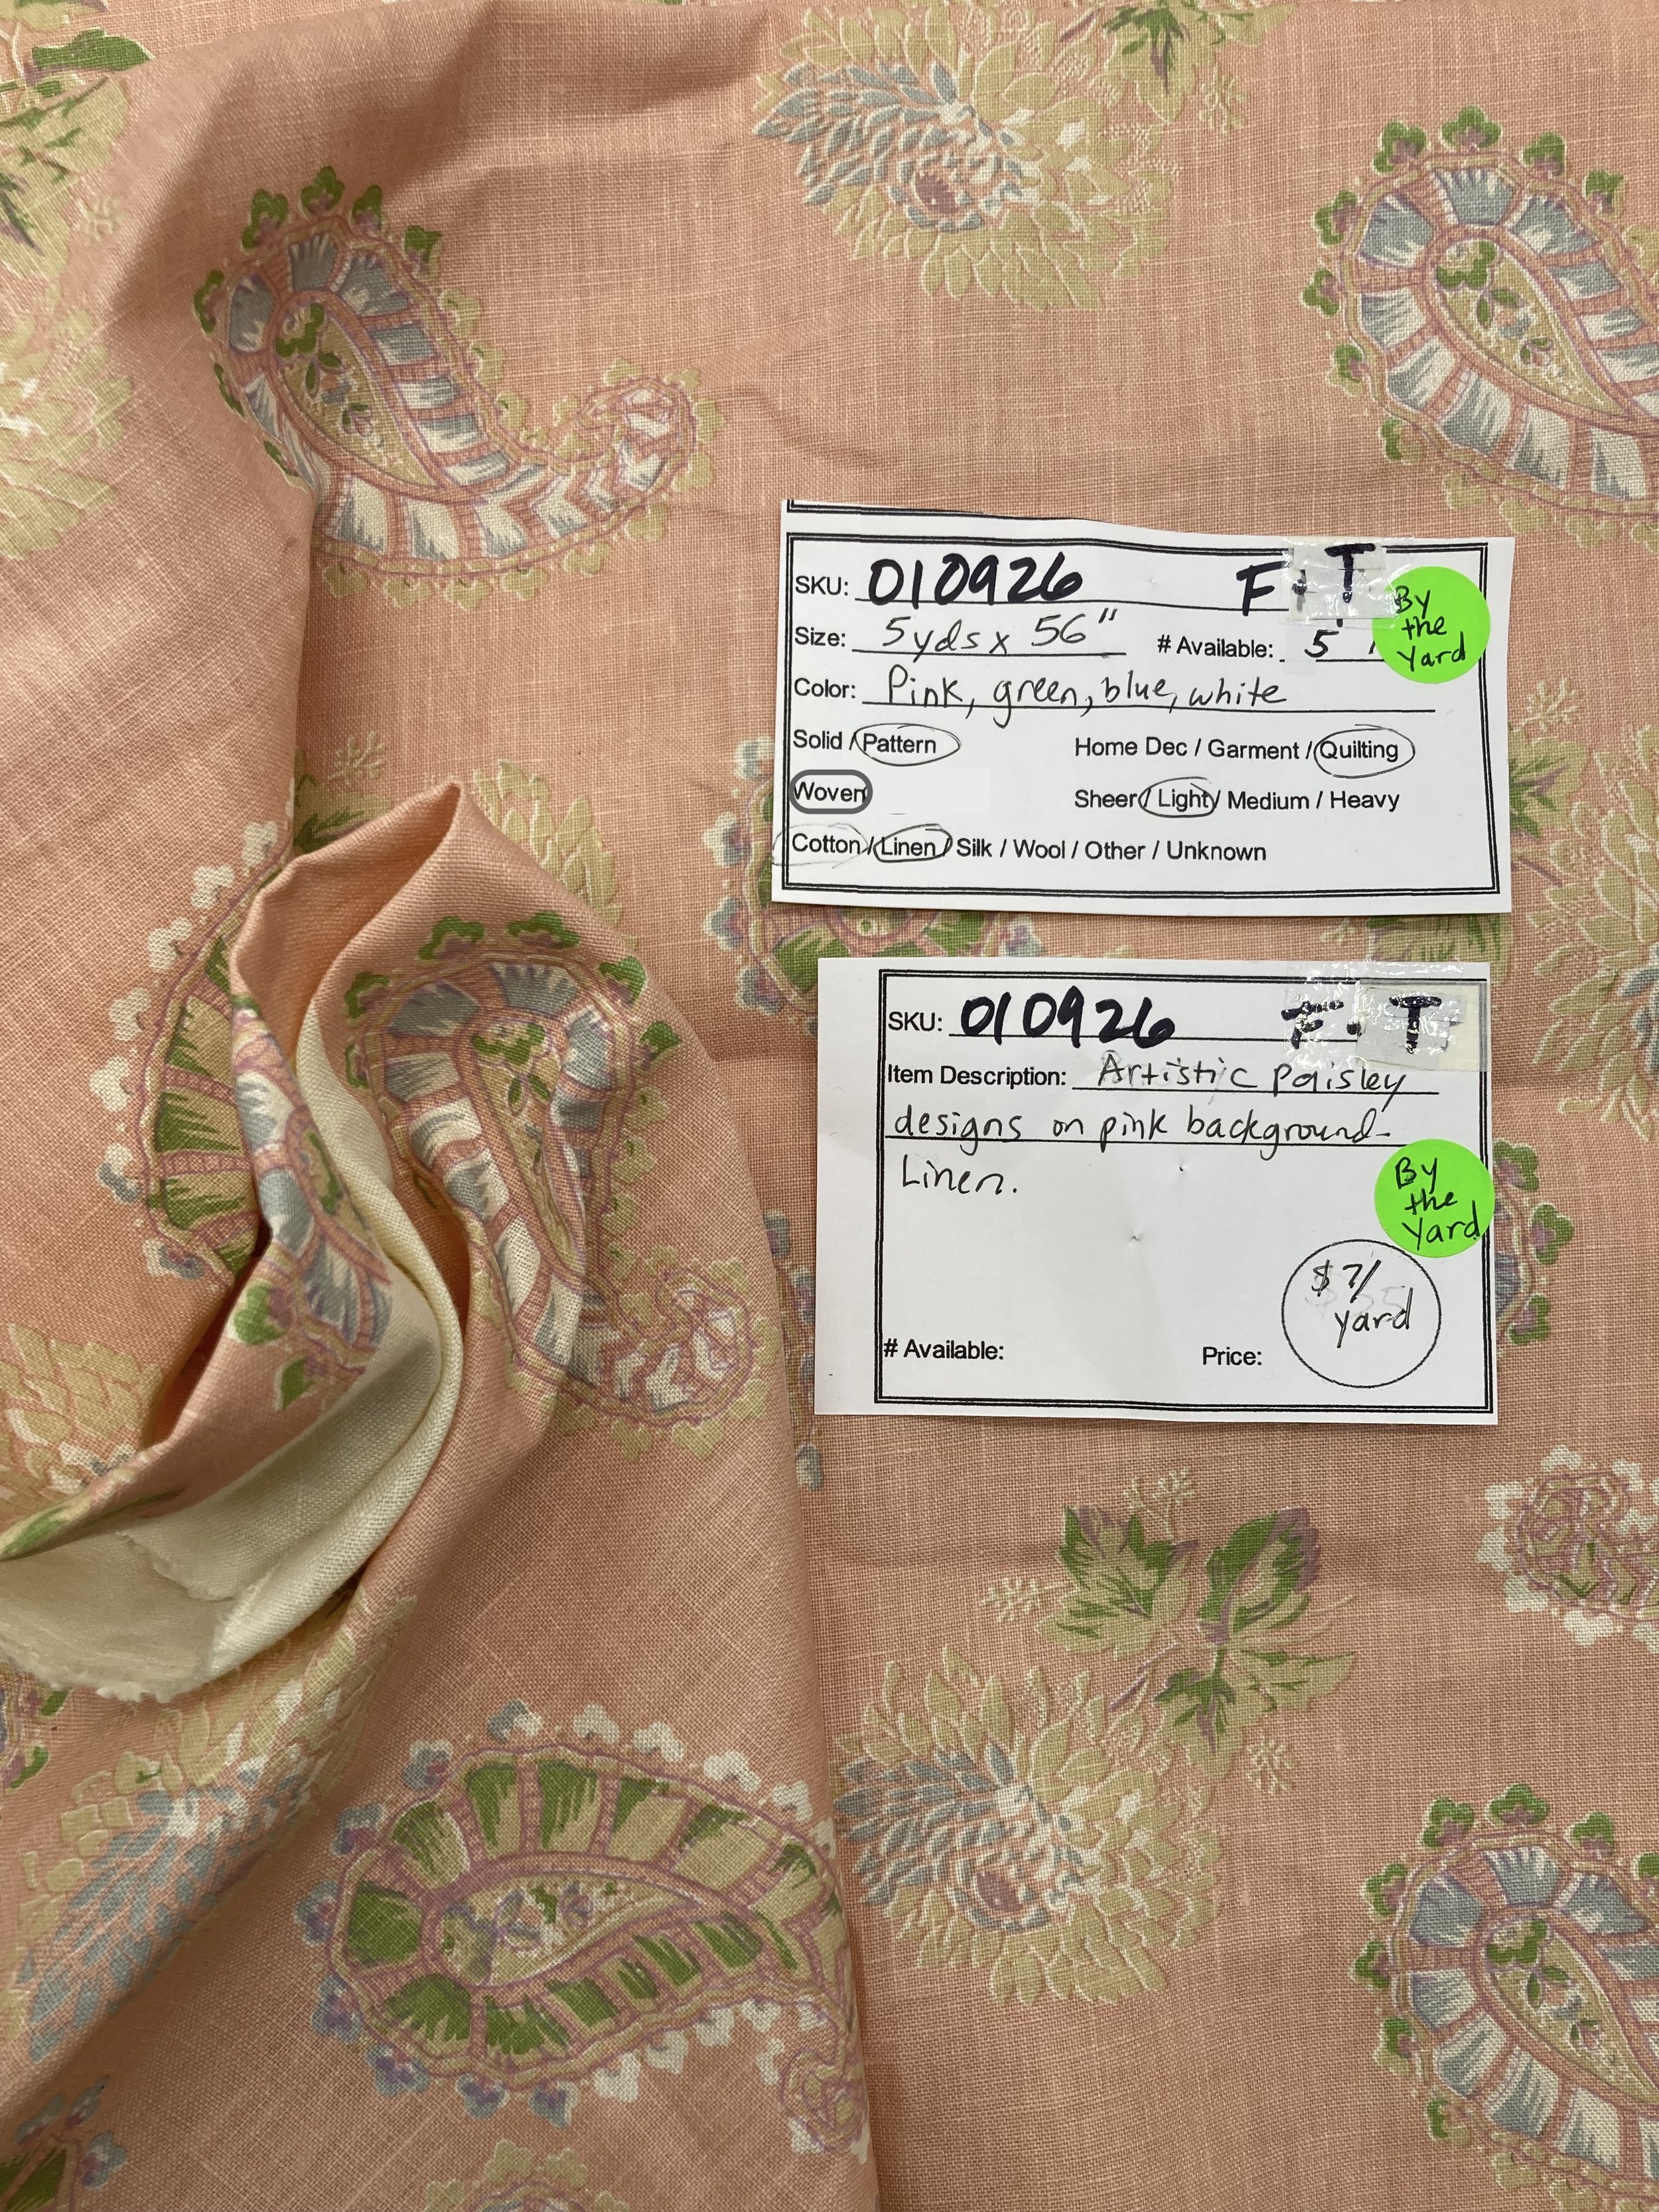 SKU: 010926 F. T
Size: 5yds x 56" # Available: 5
Color: Pink, green, blue, white
Solid / Pattern Home Dec / Garment / Quilting
Woven Sheer / Light / Medium / Heavy
Cotton / Linen / Silk / Wool / Other / Unknown
By
the
Yard
SKU: 010926 F. T
Item Description: Artistic paisley
designs on pink background-
Linen.
By
the
Yard
$7/
yard
# Available: Price: